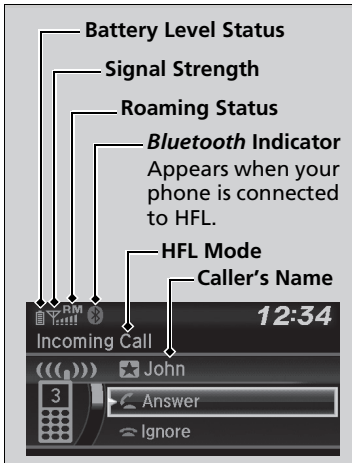 Battery Level Status
Signal Strength
Roaming Status
Bluetooth Indicator
Appears when your
phone is connected
to HFL.
HFL Mode
Caller's Name
RM
12:34
Incoming Call
John
3
Answer
Ignore